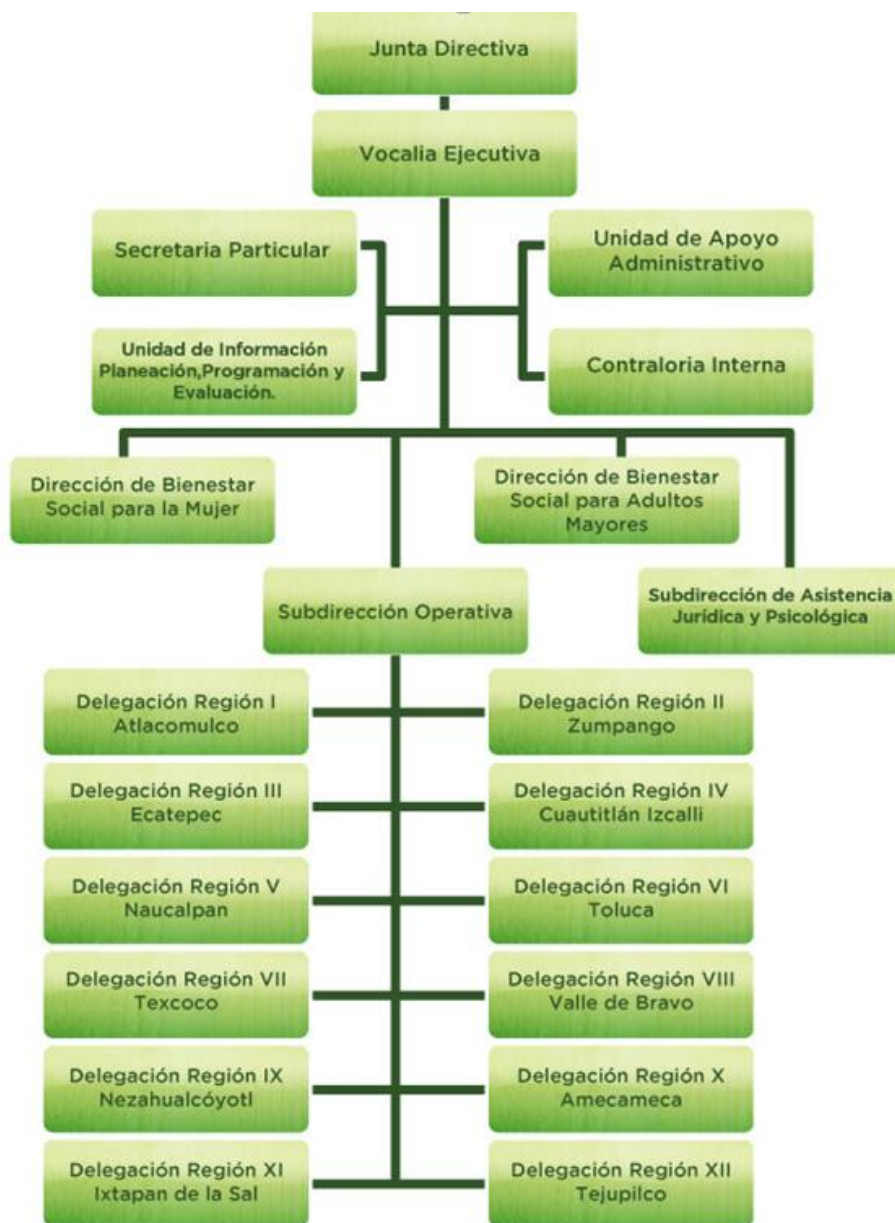 Junta Directiva
Vocalia Ejecutiva
Secretaria Particular
Unidad de Apoyo
Administrativo
Unidad de Información
Planeación,Programación y
Evaluación.
Contraloria Interna
Dirección de Bienestar
Social para la Mujer
Dirección de Bienestar
Social para Adultos
Mayores
Subdirección Operativa
Subdirección de Asistencia
Jurídica y Psicológica
Delegación Región I
Atlacomulco
Delegación Región II
Zumpango
Delegación Región III
Ecatepec
Delegación Región IV
Cuautitlán Izcalli
Delegación Región V
Naucalpan
Delegación Región VI
Toluca
Delegación Región VII
Texcoco
Delegación Región VIII
Valle de Bravo
Delegación Región IX
Nezahualcóyotl
Delegación Región X
Amecameca
Delegación Región XI
Ixtapan de la Sal
Delegación Región XII
Tejupilco